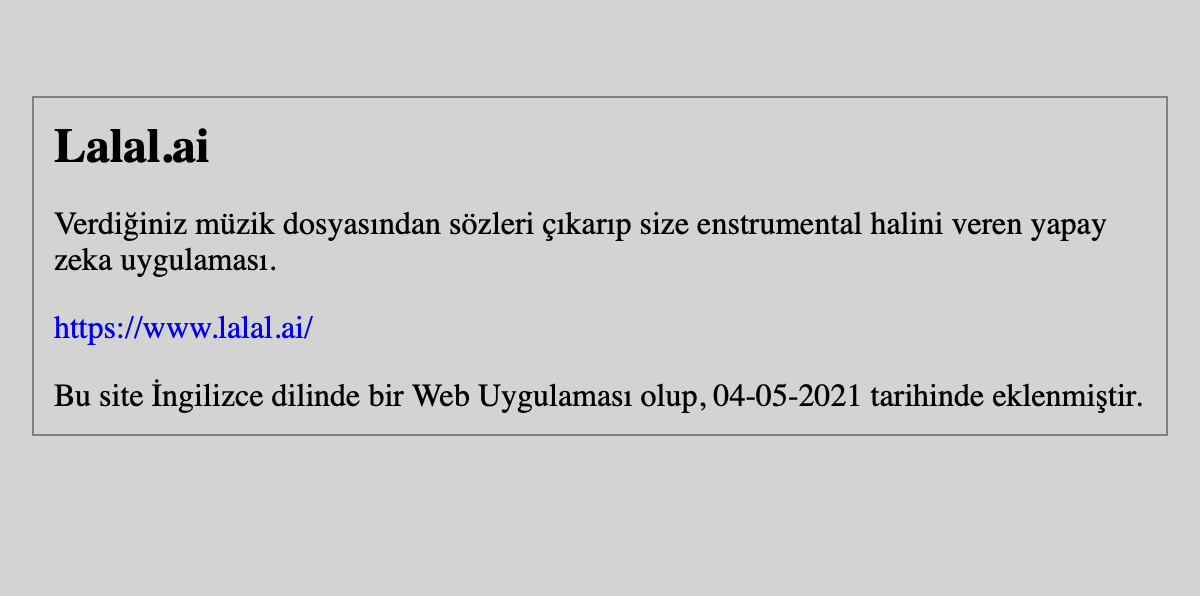 Lalal.ai
Verdiğiniz müzik dosyasından sözleri çıkarıp size enstrumental halini veren yapay
zeka uygulaması.
https://www.lalal.ai/
Bu site İngilizce dilinde bir Web Uygulaması olup, 04-05-2021 tarihinde eklenmiştir.